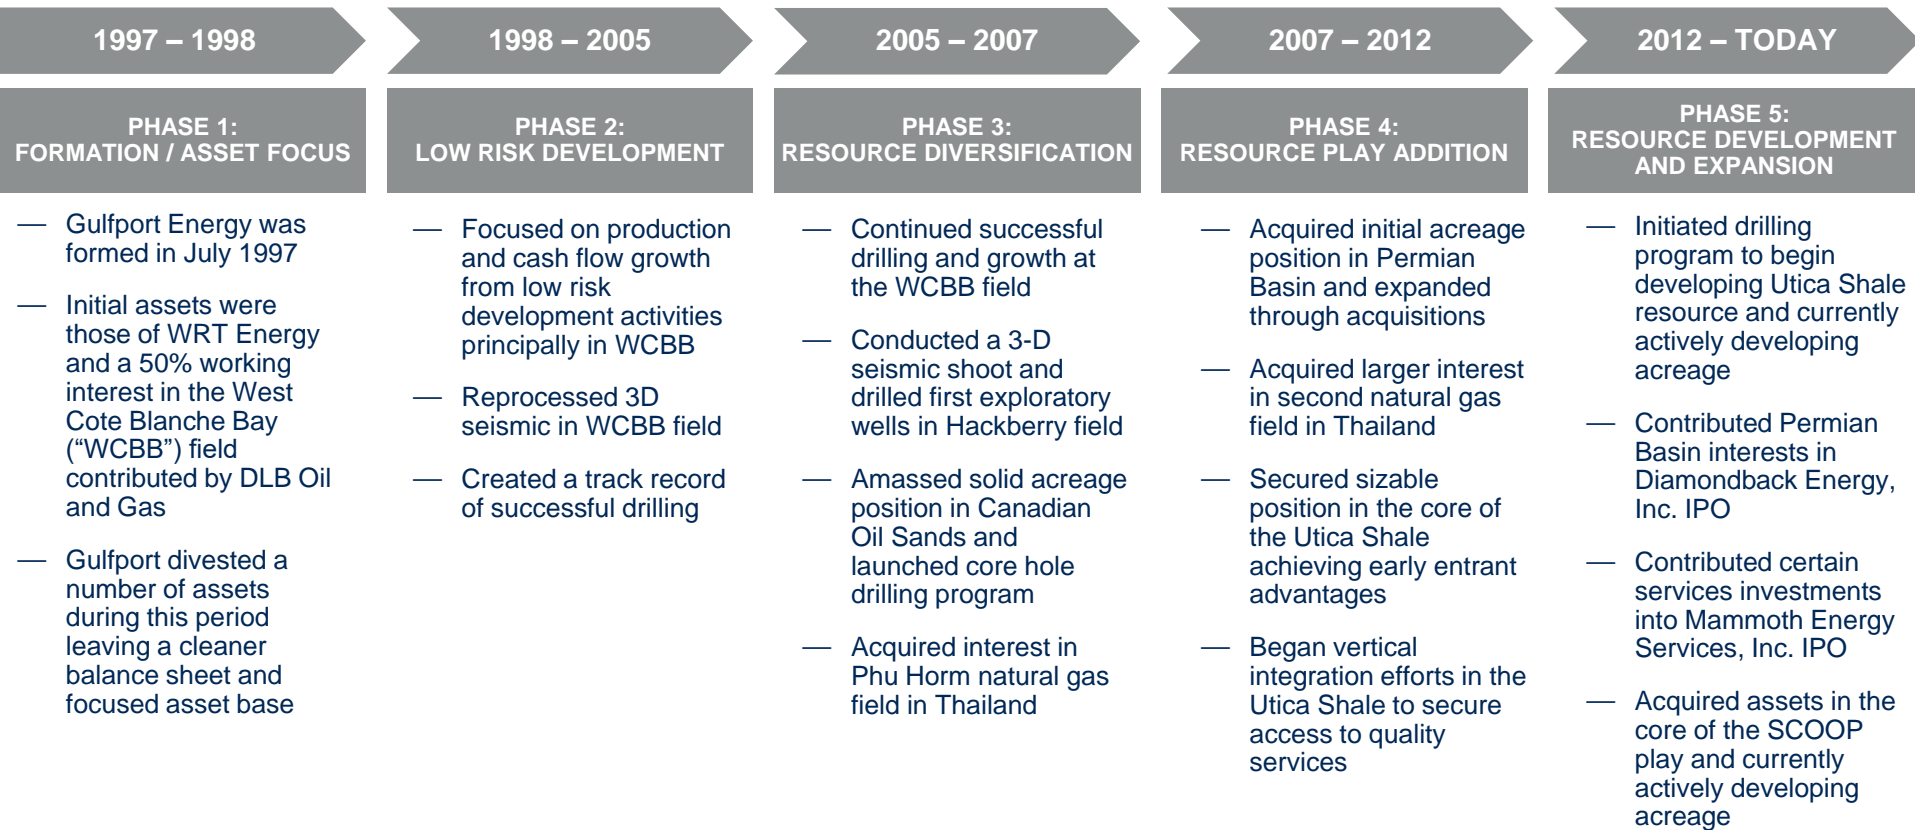 1997 – 1998
1998 – 2005
2005 – 2007
2007 – 2012
2012 – TODAY
PHASE 1:
FORMATION / ASSET FOCUS
PHASE 2:
LOW RISK DEVELOPMENT
PHASE 3:
RESOURCE DIVERSIFICATION
PHASE 4:
RESOURCE PLAY ADDITION
PHASE 5:
RESOURCE DEVELOPMENT
AND EXPANSION
— Gulfport Energy was
formed in July 1997
— Initial assets were
those of WRT Energy
and a 50% working
interest in the West
Cote Blanche Bay
(“WCBB”) field
contributed by DLB Oil
and Gas
— Gulfport divested a
number of assets
during this period
leaving a cleaner
balance sheet and
focused asset base
— Focused on production
and cash flow growth
from low risk
development activities
principally in WCBB
— Reprocessed 3D
seismic in WCBB field
— Created a track record
of successful drilling
— Continued successful
drilling and growth at
the WCBB field
— Conducted a 3-D
seismic shoot and
drilled first exploratory
wells in Hackberry field
— Amassed solid acreage
position in Canadian
Oil Sands and
launched core hole
drilling program
— Acquired interest in
Phu Horm natural gas
field in Thailand
— Acquired initial acreage
position in Permian
Basin and expanded
through acquisitions
— Acquired larger interest
in second natural gas
field in Thailand
— Secured sizable
position in the core of
the Utica Shale
achieving early entrant
advantages
— Began vertical
integration efforts in the
Utica Shale to secure
access to quality
services
— Initiated drilling
program to begin
developing Utica Shale
resource and currently
actively developing
acreage
— Contributed Permian
Basin interests in
Diamondback Energy,
Inc. IPO
— Contributed certain
services investments
into Mammoth Energy
Services, Inc. IPO
— Acquired assets in the
core of the SCOOP
play and currently
actively developing
acreage